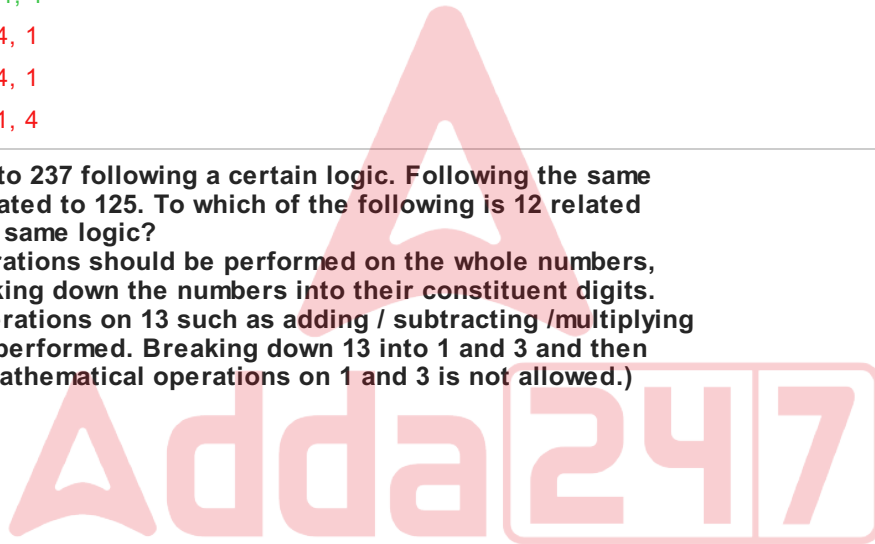 4, 1
4, 1
1, 4
to 237 following a certain logic. Following the same
ated to 125. To which of the following is 12 related
same logic?
rations should be performed on the whole numbers,
king down the numbers into their constituent digits.
erations on 13 such as adding / subtracting /multiplying
performed. Breaking down 13 into 1 and 3 and then
athematical operations on 1 and 3 is not allowed.)
Adda247